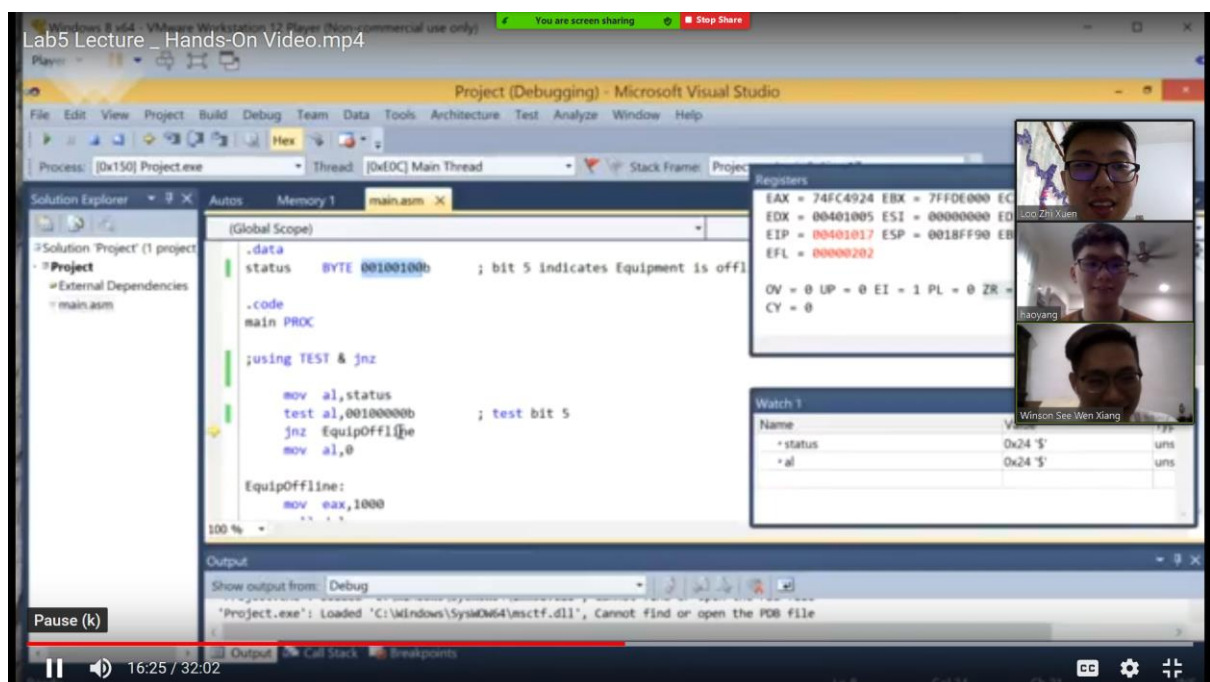 Windows 8 x64 - VMware Workstation 12 Player (Non-commercial use only)
You are screen sharing
Stop Share
Lab5 Lecture _ Hands-On Video.mp4
Player
Project (Debugging) - Microsoft Visual Studio
File Edit View Project Build Debug Team Data Tools Architecture Test Analyze Window Help
Hex
Process: [0x150] Project.exe Thread: [0xE0C] Main Thread Stack Frame:
Solution Explorer
Autos Memory 1 main.asm
(Global Scope)
Solution 'Project' (1 project
Project
External Dependencies
main.asm
.data
status BYTE 00100100b ; bit 5 indicates Equipment is offl
.code
main PROC
;using TEST & jnz
mov al,status
test al,00100000b ; test bit 5
jnz EquipOffline
mov al,0
EquipOffline:
mov eax,1000
100 %
Registers
EAX = 74FC4924 EBX = 7FFDE000 EC
EDX = 00401005 ESI = 00000000 ED
EIP = 00401017 ESP = 0018FF90 EB
EFL = 00000202
OV = 0 UP = 0 EI = 1 PL = 0 ZR =
CY = 0
Loo Zhi Xuen
haoyang
Winson See Wen Xiang
Watch 1
Name
status 0x24 '$' uns
al 0x24 '$' uns
Output
Show output from: Debug
'Project.exe': Loaded 'C:\Windows\SysWOW64\msctf.dll', Cannot find or open the PDB file
Pause (k)
Output Call Stack Breakpoints
16:25 / 32:02
CC